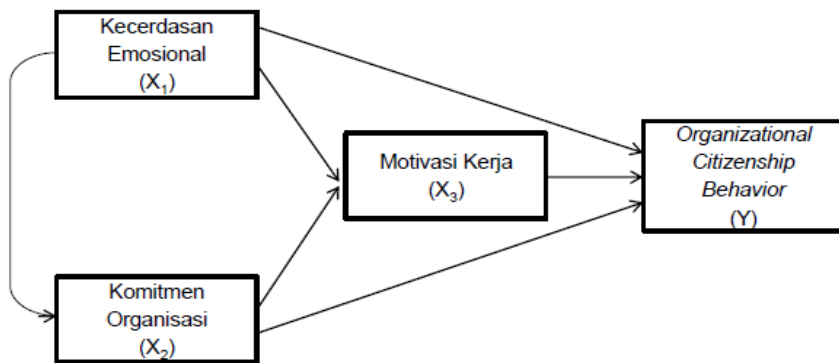 Kecerdasan
Emosional
(X₁)
Motivasi Kerja
(X₃)
Organizational
Citizenship
Behavior
(Y)
Komitmen
Organisasi
(X₂)